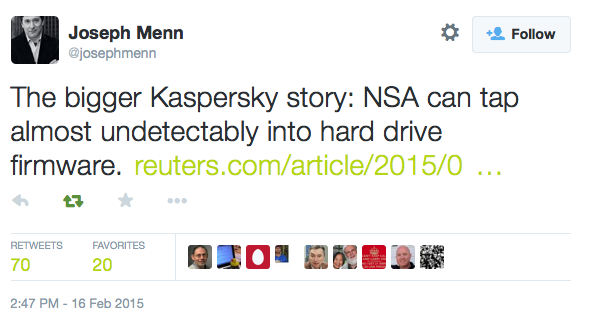 Joseph Menn
@josephmenn
Follow
The bigger Kaspersky story: NSA can tap
almost undetectably into hard drive
firmware. reuters.com/article/2015/0 …
RETWEETS
FAVORITES
70
20
2:47 PM - 16 Feb 2015